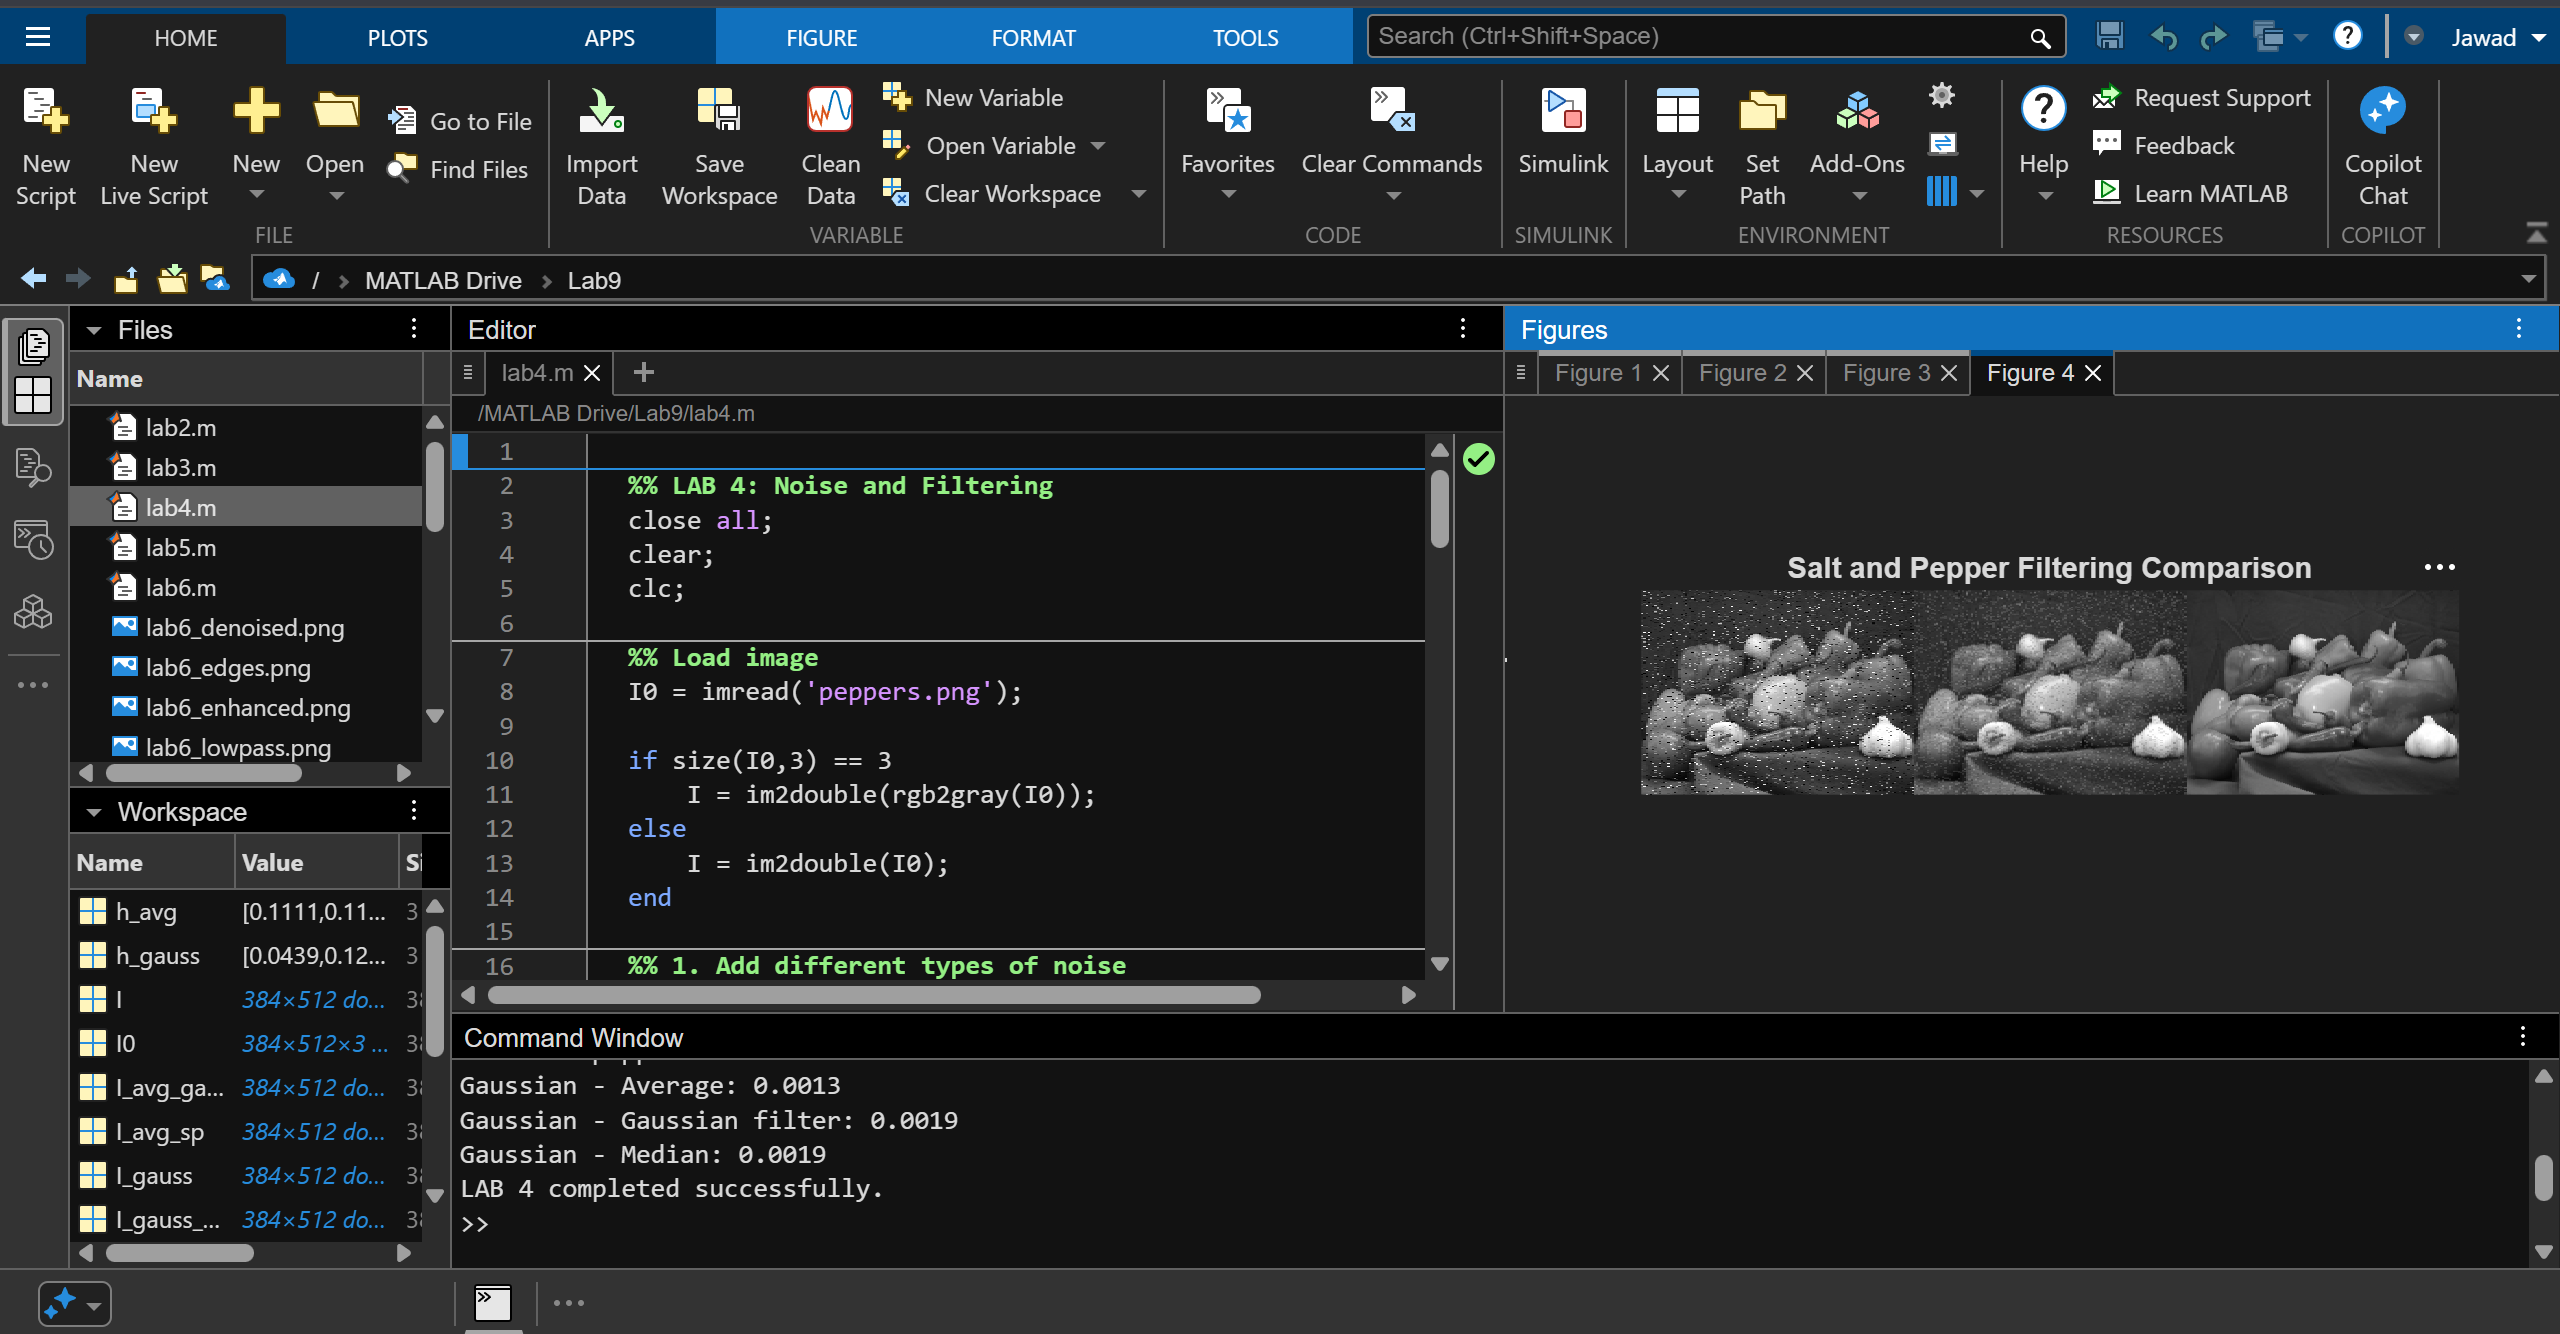 HOME
PLOTS
APPS
FIGURE
FORMAT
TOOLS
Search (Ctrl+Shift+Space)
Jawad
New Script
New Live Script
New
Open
Go to File
Find Files
FILE
Import Data
Save Workspace
Clean Data
New Variable
Open Variable
Clear Workspace
VARIABLE
Favorites
Clear Commands
CODE
Simulink
SIMULINK
Layout
Set Path
Add-Ons
ENVIRONMENT
Help
Request Support
Feedback
Learn MATLAB
RESOURCES
Copilot Chat
COPILOT
/ > MATLAB Drive > Lab9
Files
Name
lab2.m
lab3.m
lab4.m
lab5.m
lab6.m
lab6_denoised.png
lab6_edges.png
lab6_enhanced.png
lab6_lowpass.png
Workspace
Name Value Si
h_avg [0.1111,0.11... 3
h_gauss [0.0439,0.12... 3
I 384×512 do... 38
I0 384×512×3 ... 38
I_avg_ga... 384×512 do... 38
I_avg_sp 384×512 do... 38
I_gauss 384×512 do... 38
I_gauss_... 384×512 do... 38
Editor
lab4.m
/MATLAB Drive/Lab9/lab4.m
1
2 %% LAB 4: Noise and Filtering
3 close all;
4 clear;
5 clc;
6
7 %% Load image
8 I0 = imread('peppers.png');
9
10 if size(I0,3) == 3
11 I = im2double(rgb2gray(I0));
12 else
13 I = im2double(I0);
14 end
15
16 %% 1. Add different types of noise
Figures
Figure 1
Figure 2
Figure 3
Figure 4
Salt and Pepper Filtering Comparison
Command Window
Gaussian - Average: 0.0013
Gaussian - Gaussian filter: 0.0019
Gaussian - Median: 0.0019
LAB 4 completed successfully.
>>